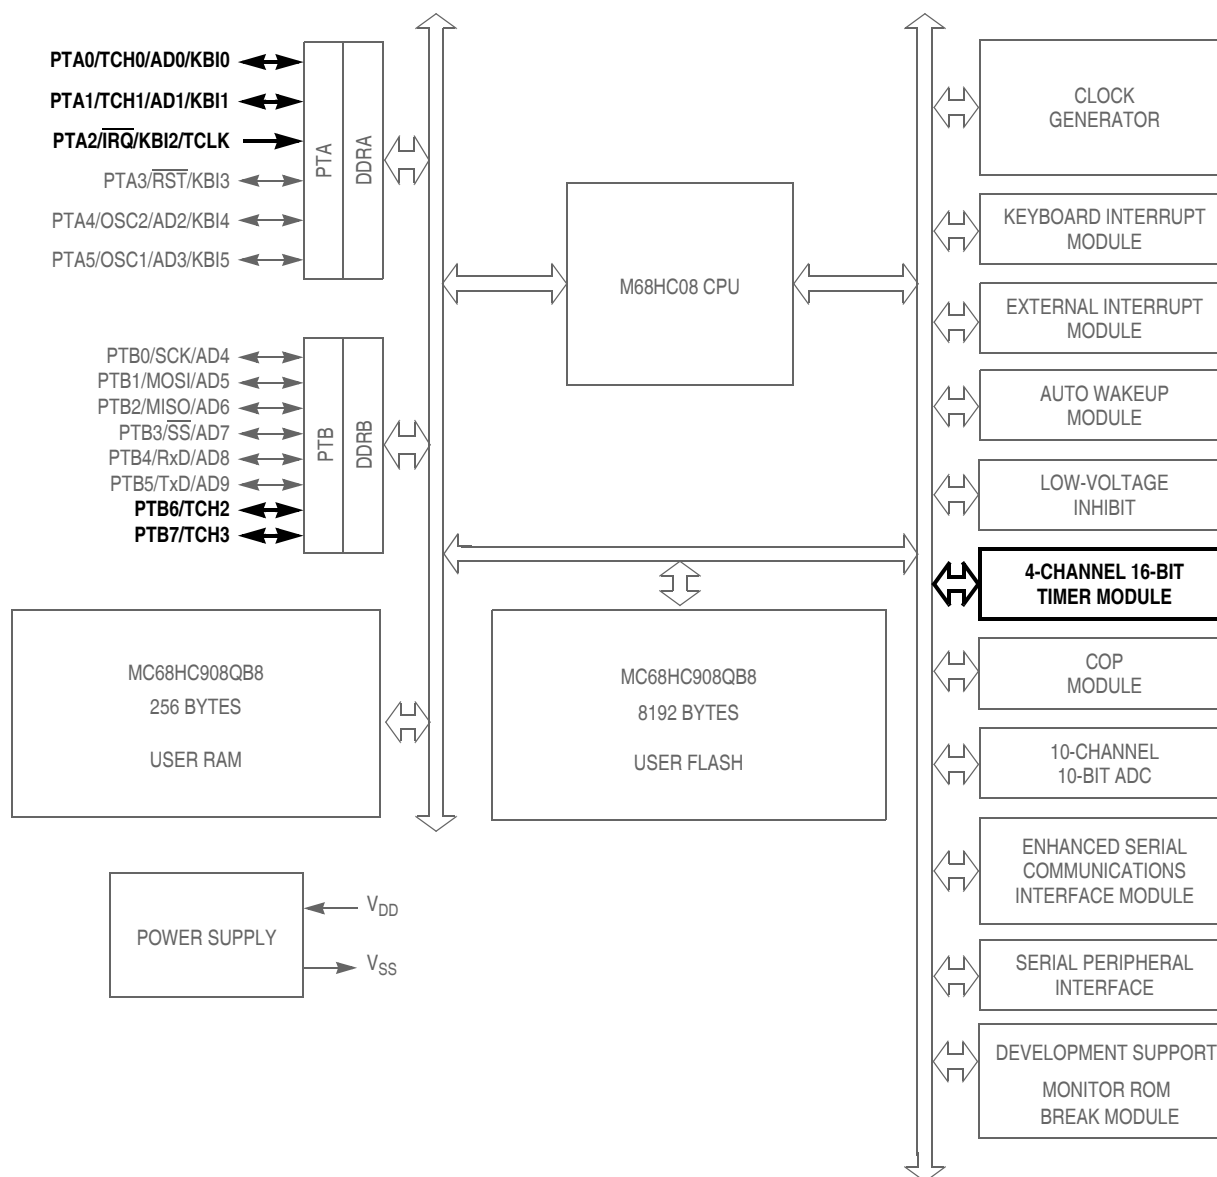 PTA0/TCH0/AD0/KBI0
PTA1/TCH1/AD1/KBI1
PTA2/IRQ/KBI2/TCLK
PTA3/RST/KBI3
PTA4/OSC2/AD2/KBI4
PTA5/OSC1/AD3/KBI5
PTA
DDRA
PTB0/SCK/AD4
PTB1/MOSI/AD5
PTB2/MISO/AD6
PTB3/SS/AD7
PTB4/RxD/AD8
PTB5/TxD/AD9
PTB6/TCH2
PTB7/TCH3
PTB
DDRB
M68HC08 CPU
MC68HC908QB8
256 BYTES
USER RAM
MC68HC908QB8
8192 BYTES
USER FLASH
POWER SUPPLY
VDD
VSS
CLOCK
GENERATOR
KEYBOARD INTERRUPT
MODULE
EXTERNAL INTERRUPT
MODULE
AUTO WAKEUP
MODULE
LOW-VOLTAGE
INHIBIT
4-CHANNEL 16-BIT
TIMER MODULE
COP
MODULE
10-CHANNEL
10-BIT ADC
ENHANCED SERIAL
COMMUNICATIONS
INTERFACE MODULE
SERIAL PERIPHERAL
INTERFACE
DEVELOPMENT SUPPORT
MONITOR ROM
BREAK MODULE